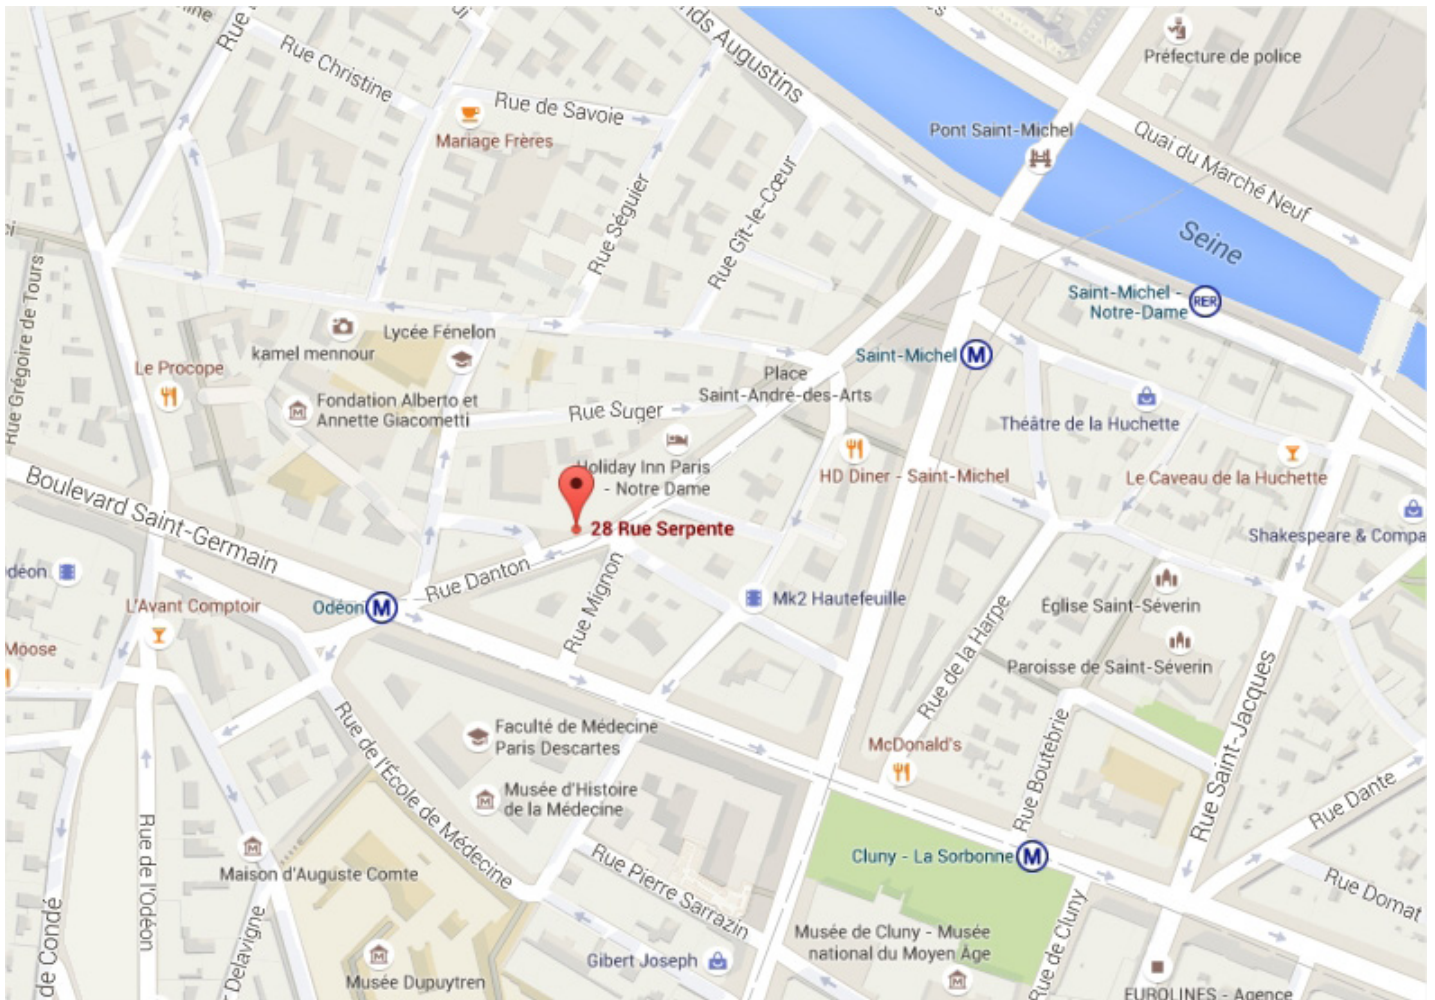 Rue
Rue Christine
nds Augustins
Préfecture de police
Rue de Savoie
Mariage Frères
Pont Saint-Michel
Quai du Marché Neuf
Rue Séguier
Rue Gît-le-Cœur
Seine
ci
Rue Grégoire de Tours
Saint-Michel -
Notre-Dame
RER
kamel mennour
Lycée Fénelon
Saint-Michel M
Le Procope
Place
Saint-André-des-Arts
Fondation Alberto et
Annette Giacometti
Rue Suger
Théâtre de la Huchette
Holiday Inn Paris
- Notre Dame
HD Diner - Saint-Michel
Le Caveau de la Huchette
Boulevard Saint-Germain
28 Rue Serpente
Shakespeare & Compa
Rue Danton
Rue Mignon
odéon
L'Avant Comptoir
Odéon M
Mk2 Hautefeuille
Église Saint-Séverin
Moose
Rue de la Harpe
Paroisse de Saint-Séverin
Rue Saint-Jacques
Faculté de Médecine
Paris Descartes
Rue de l'École de Médecine
McDonald's
Rue Boutebrie
Musée d'Histoire
de la Médecine
Rue Dante
Rue de l'Odéon
Maison d'Auguste Comte
Cluny - La Sorbonne M
Rue Pierre Sarrazin
Rue Domat
de Condé
Delavigne
Musée de Cluny - Musée
national du Moyen Âge
Rue de Cluny
Gibert Joseph
Musée Dupuytren
EUROLINES - Agence